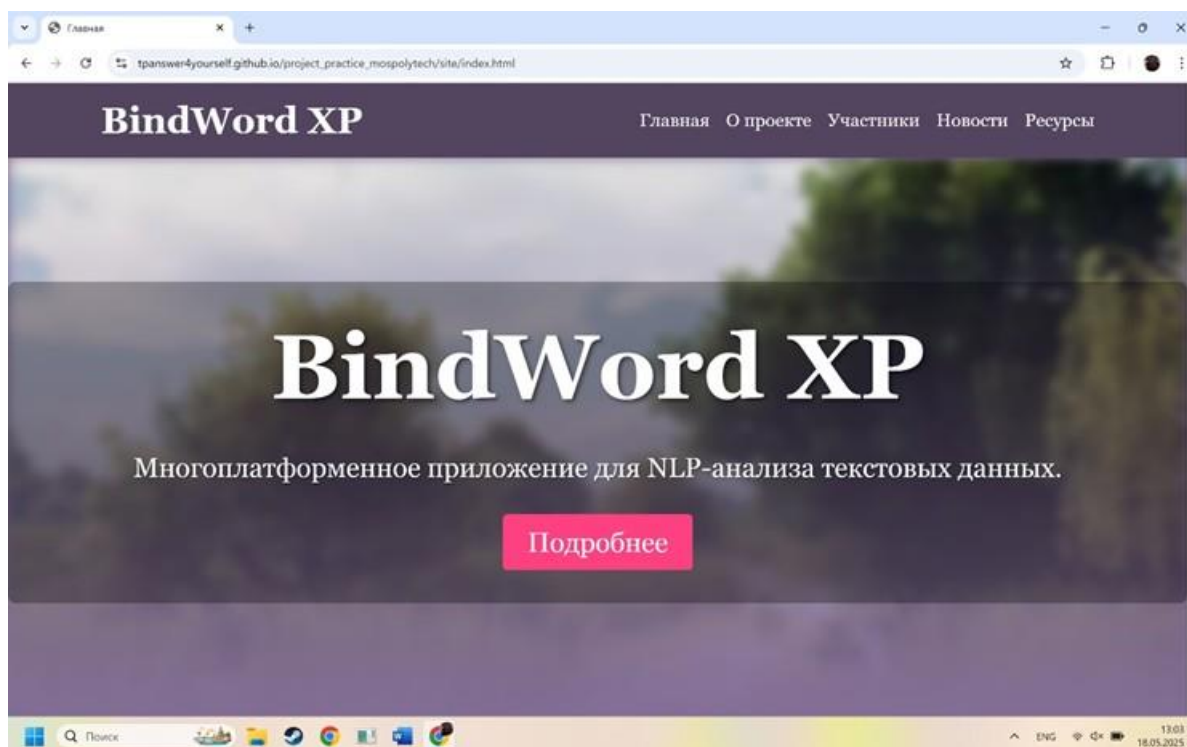 Главная
tpanswer4yourself.github.io/project_practice_mospolytech/site/index.html
BindWord XP
Главная О проекте Участники Новости Ресурсы
BindWord XP
Многоплатформенное приложение для NLP-анализа текстовых данных.
Подробнее
Поиск
ENG
13:03
18.05.2025